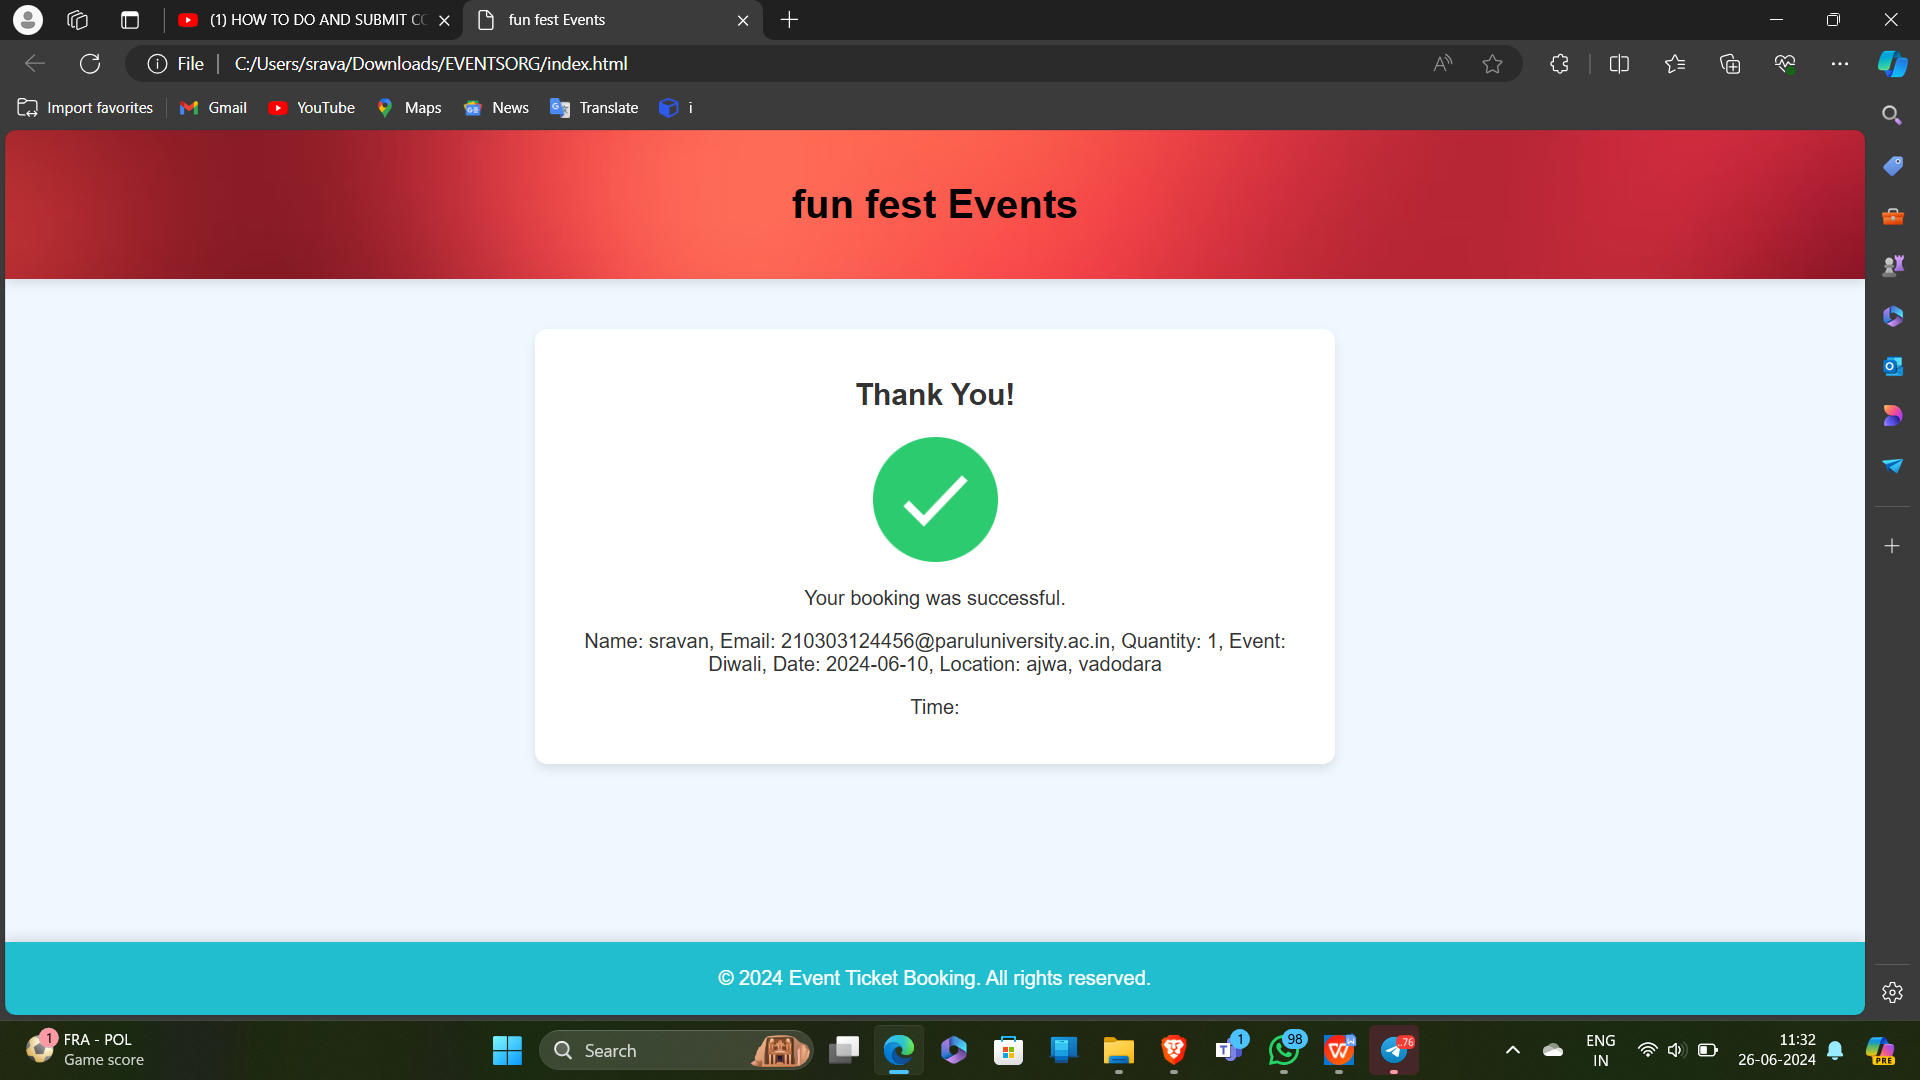 (1) HOW TO DO AND SUBMIT CO
fun fest Events
File
C:/Users/srava/Downloads/EVENTSORG/index.html
Import favorites
Gmail
YouTube
Maps
News
Translate
i
fun fest Events
Thank You!
Your booking was successful.
Name: sravan, Email: 210303124456@paruluniversity.ac.in, Quantity: 1, Event:
Diwali, Date: 2024-06-10, Location: ajwa, vadodara
Time:
© 2024 Event Ticket Booking. All rights reserved.
1
FRA - POL
Game score
Search
1
98
..76
ENG
IN
11:32
26-06-2024
PRE